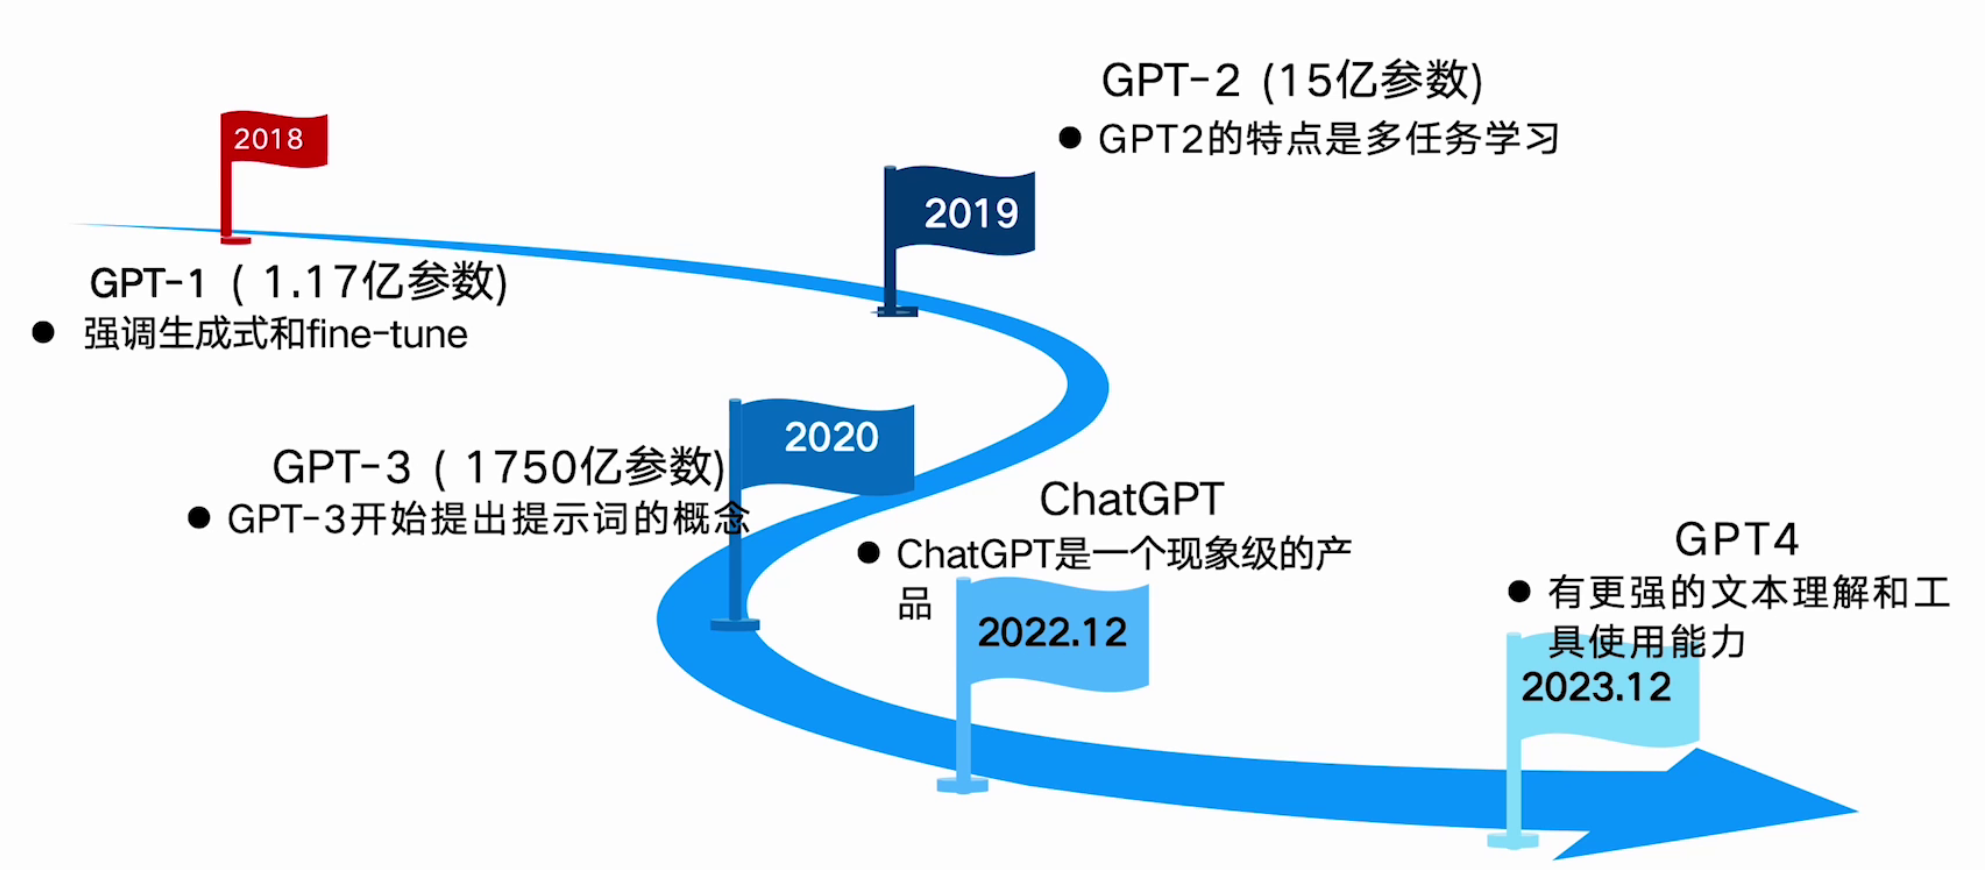 2018
GPT-1 ( 1.17亿参数)
● 强调生成式和fine-tune
GPT-2 (15亿参数)
● GPT2的特点是多任务学习
2019
2020
GPT-3 ( 1750亿参数)
● GPT-3开始提出提示词的概念
ChatGPT
● ChatGPT是一个现象级的产
品
2022.12
GPT4
● 有更强的文本理解和工
具使用能力
2023.12